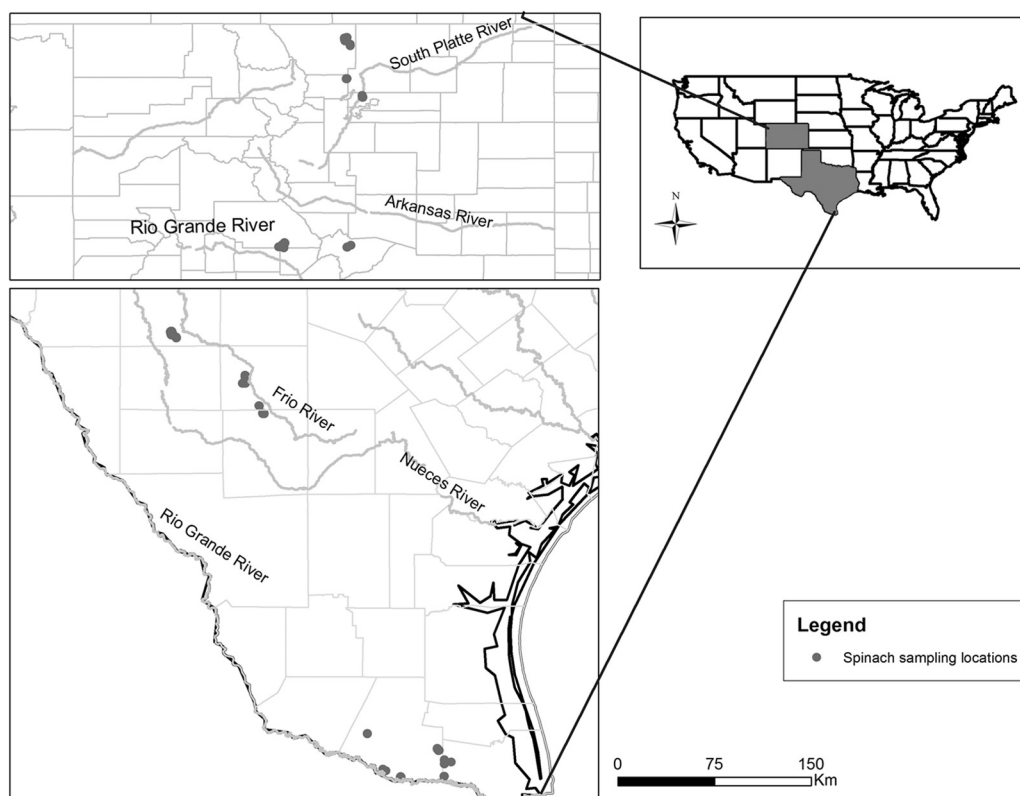 South Platte River
Arkansas River
Rio Grande River
N
Frio River
Nueces River
Rio Grande River
Legend
Spinach sampling locations
0 75 150
Km